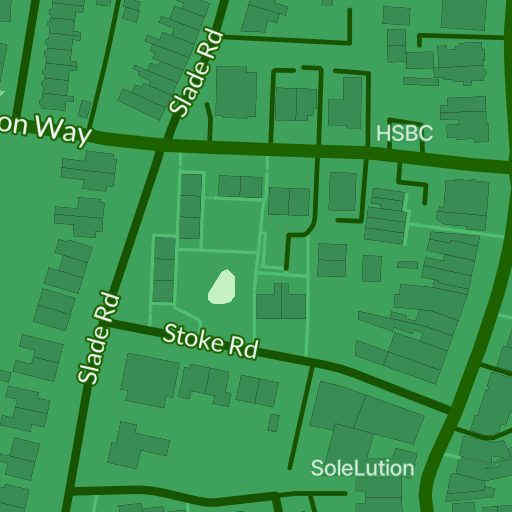 Slade Rd
on Way
HSBC
Slade Rd
Stoke Rd
SoleLution